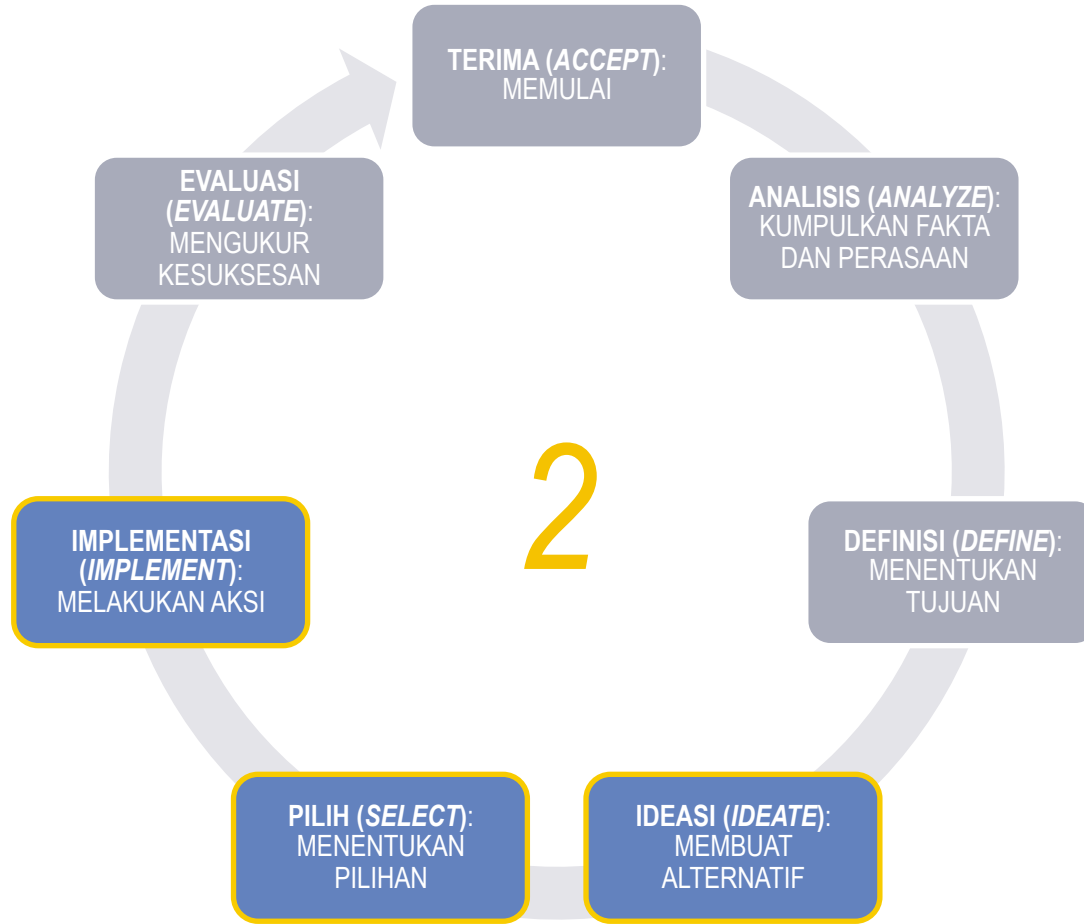 TERIMA (ACCEPT):
MEMULAI
ANALISIS (ANALYZE):
KUMPULKAN FAKTA
DAN PERASAAN
DEFINISI (DEFINE):
MENENTUKAN
TUJUAN
IDEASI (IDEATE):
MEMBUAT
ALTERNATIF
PILIH (SELECT):
MENENTUKAN
PILIHAN
IMPLEMENTASI
(IMPLEMENT):
MELAKUKAN AKSI
EVALUASI
(EVALUATE):
MENGUKUR
KESUKSESAN
2